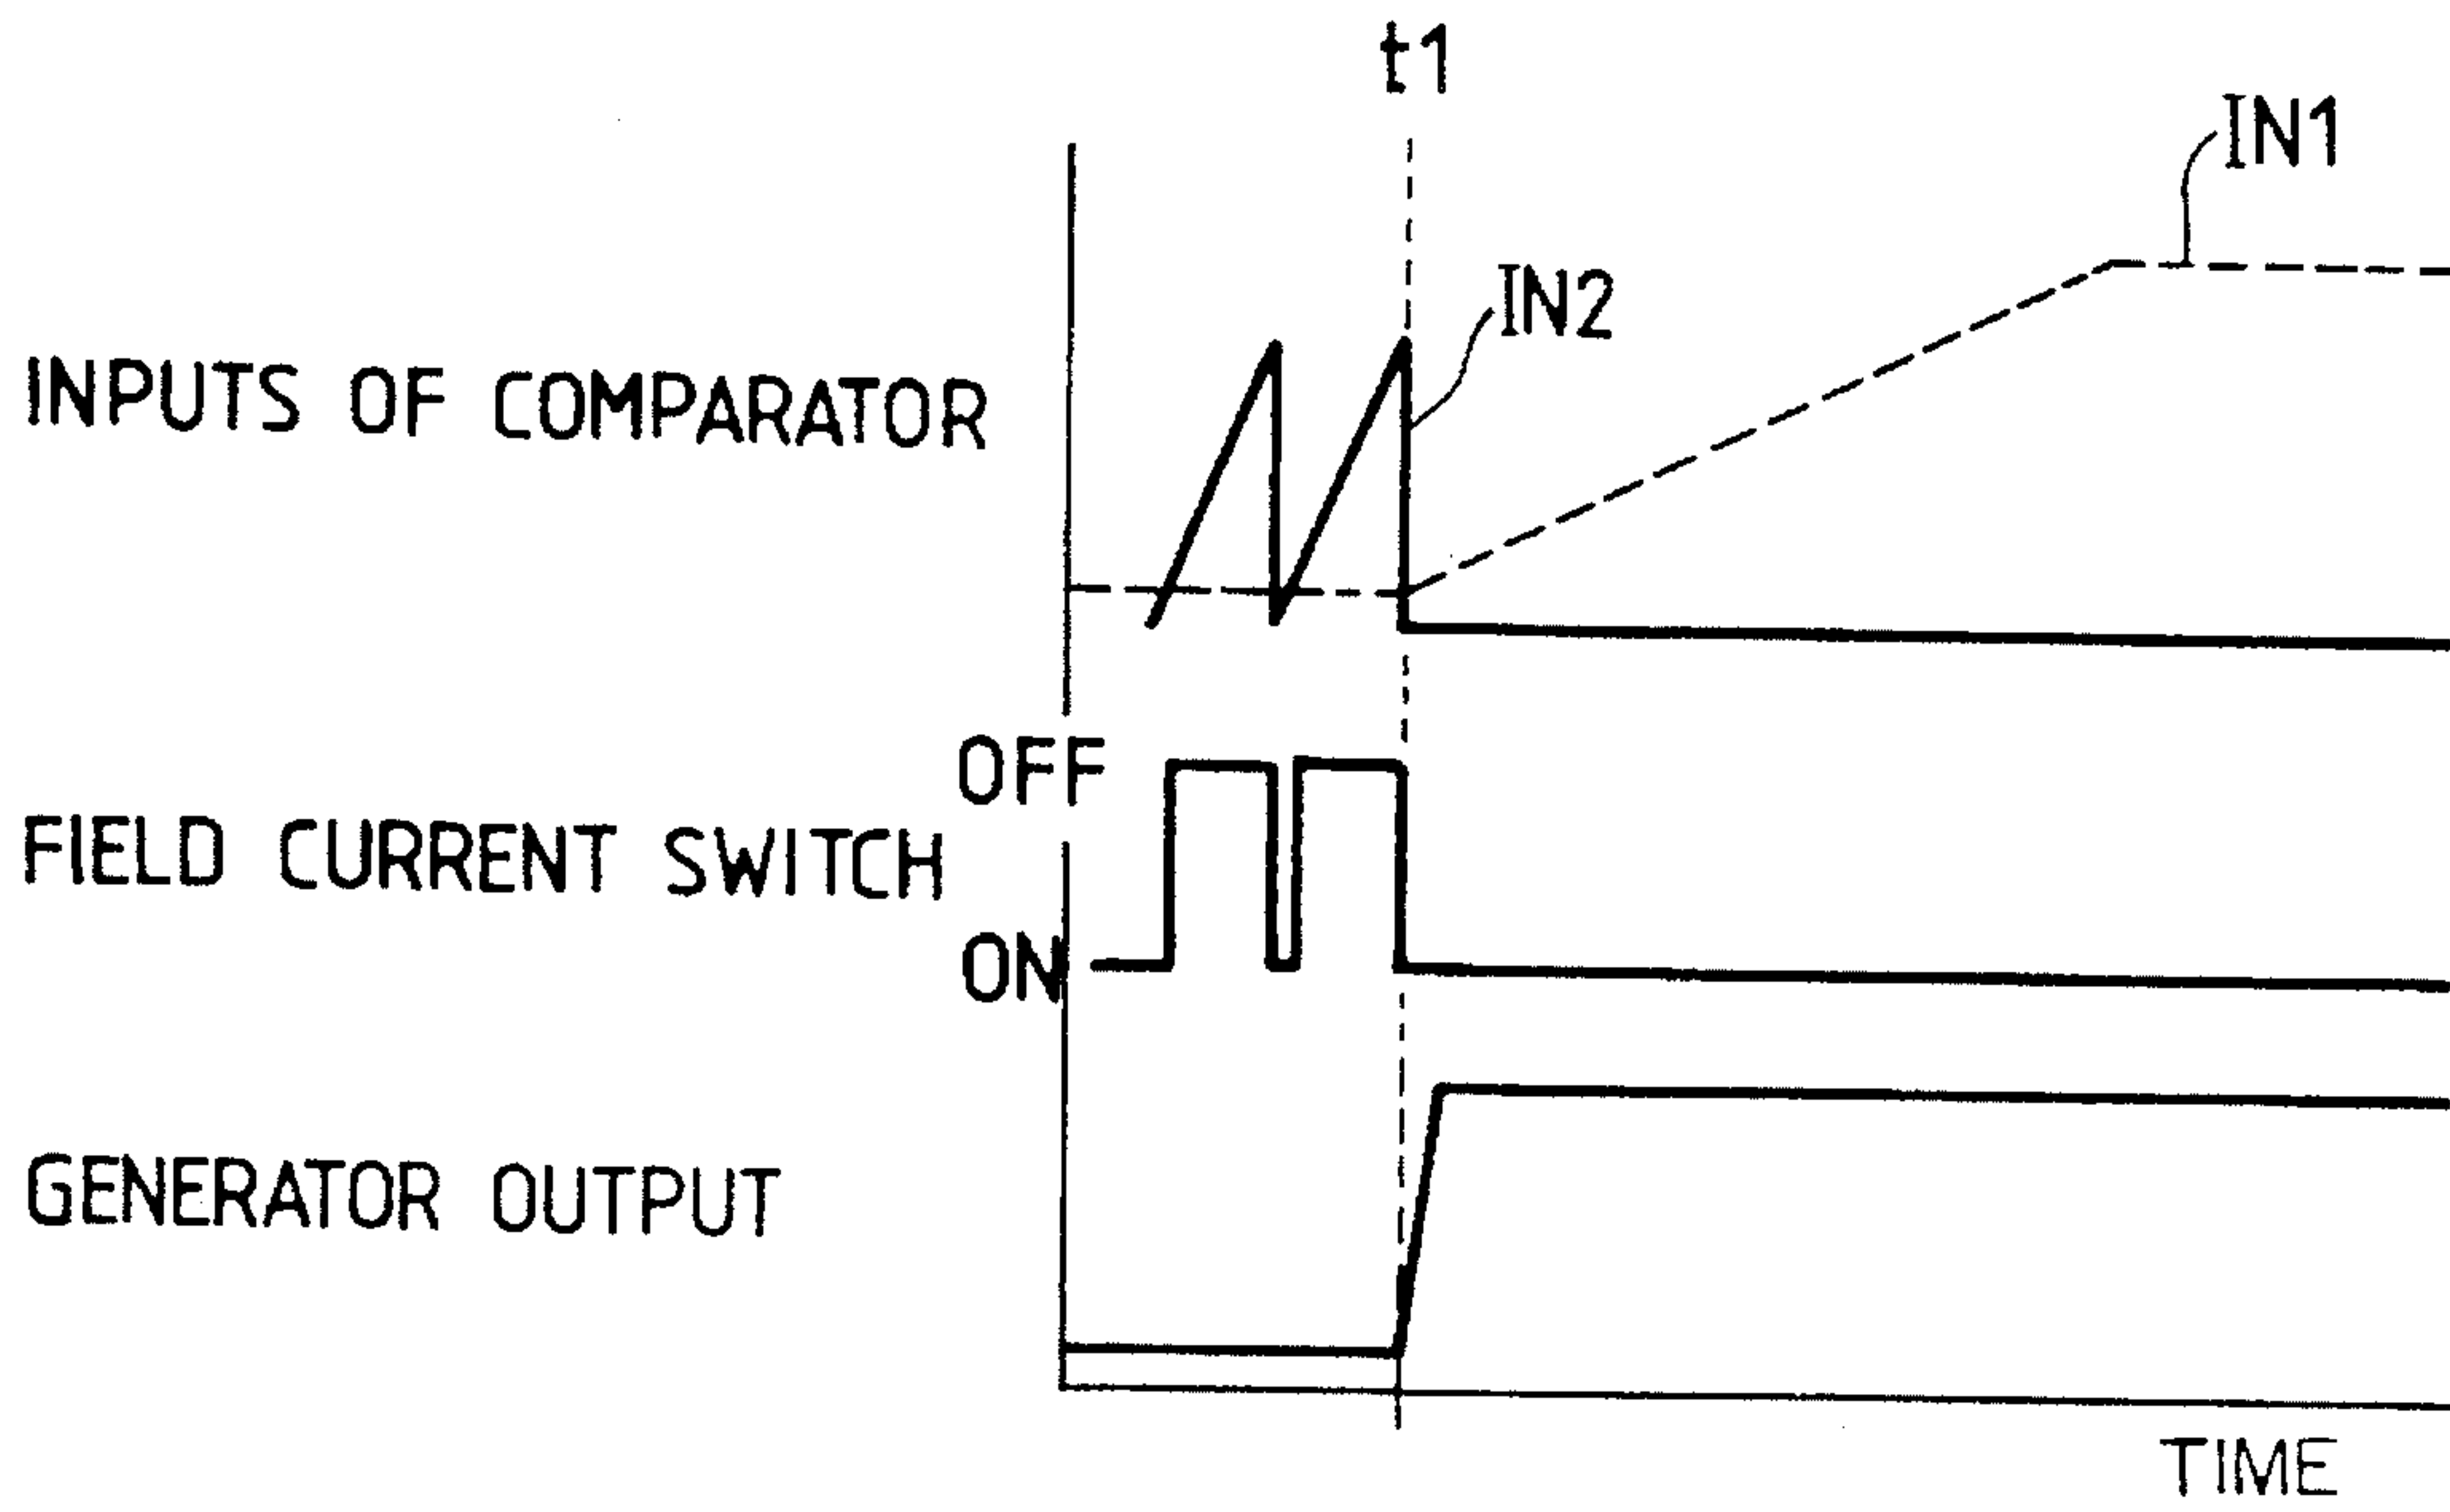 t1
IN1
IN2
INPUTS OF COMPARATOR
OFF
FIELD CURRENT SWITCH
ON
GENERATOR OUTPUT
TIME